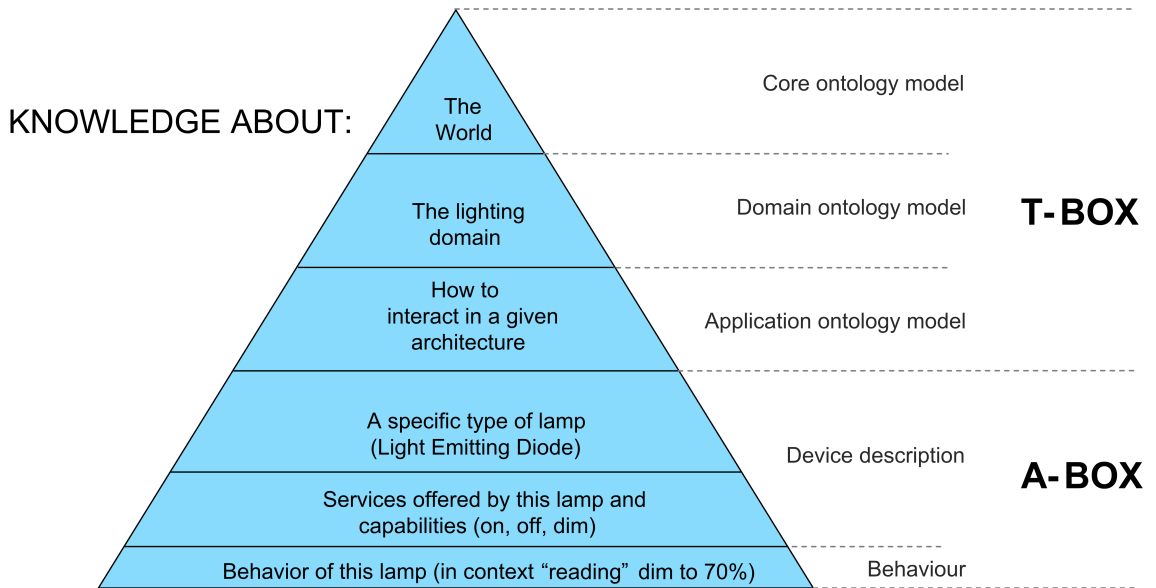 Core ontology model
The
World
KNOWLEDGE ABOUT:
The lighting
domain
Domain ontology model
T-BOX
How to
interact in a given
architecture
Application ontology model
A specific type of lamp
(Light Emitting Diode)
Device description
A-BOX
Services offered by this lamp and
capabilities (on, off, dim)
Behavior of this lamp (in context “reading” dim to 70%)
Behaviour